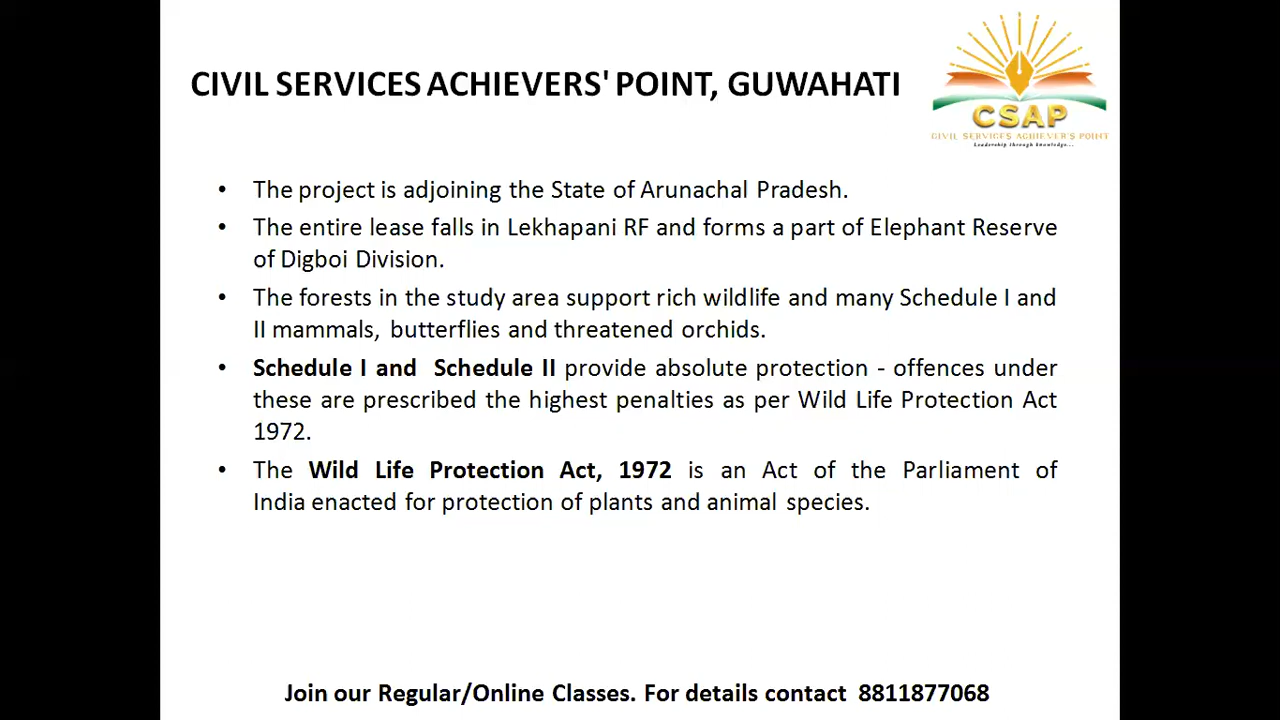 CIVIL SERVICES ACHIEVERS' POINT, GUWAHATI
CSAP
CIVIL SERVICES ACHIEVER'S POINT
Leadership through knowledge...
• The project is adjoining the State of Arunachal Pradesh.
• The entire lease falls in Lekhapani RF and forms a part of Elephant Reserve
of Digboi Division.
• The forests in the study area support rich wildlife and many Schedule I and
II mammals, butterflies and threatened orchids.
• Schedule I and Schedule II provide absolute protection - offences under
these are prescribed the highest penalties as per Wild Life Protection Act
1972.
• The Wild Life Protection Act, 1972 is an Act of the Parliament of
India enacted for protection of plants and animal species.
Join our Regular/Online Classes. For details contact 8811877068